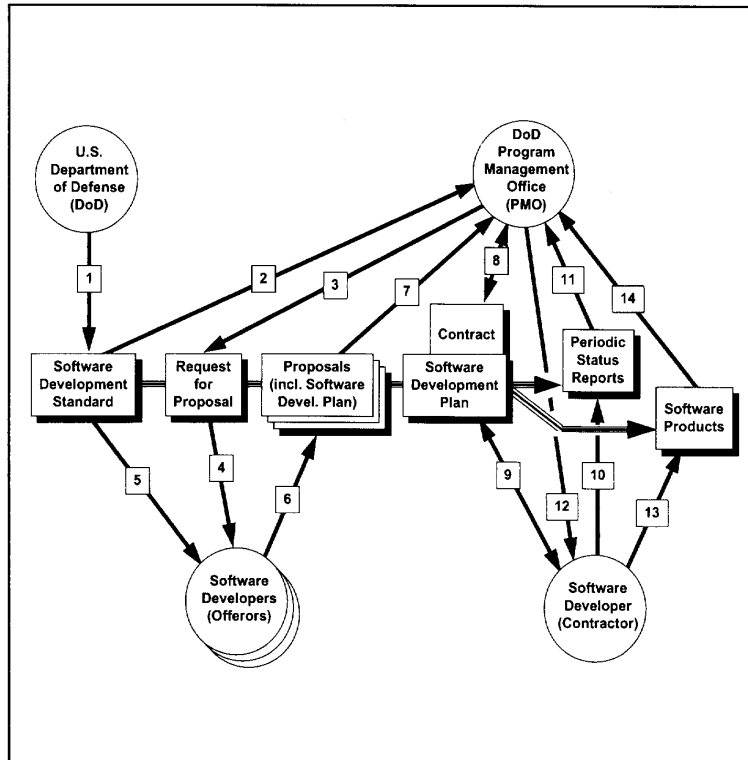 U.S.
Department
of Defense
(DoD)
DoD
Program
Management
Office
(PMO)
1
2
3
7
8
11
14
Software
Development
Standard
Request
for
Proposal
Proposals
(incl. Software
Devel. Plan)
Contract
Software
Development
Plan
Periodic
Status
Reports
Software
Products
5
4
6
9
12
10
13
Software
Developers
(Offerors)
Software
Developer
(Contractor)